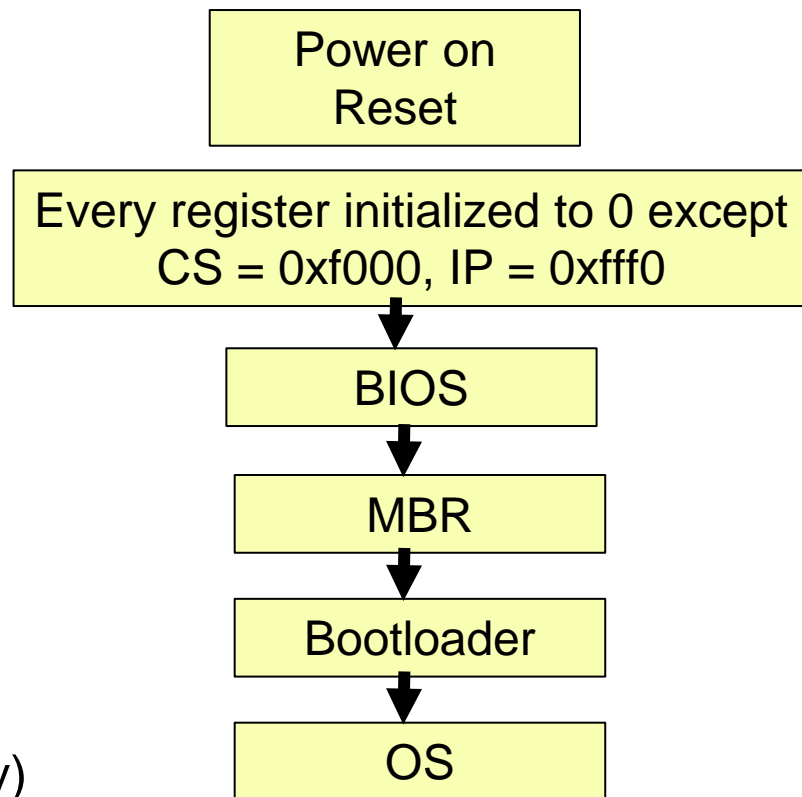 Power on
Reset
Every register initialized to 0 except
CS = 0xf000, IP = 0xfff0
BIOS
MBR
Bootloader
OS
y)